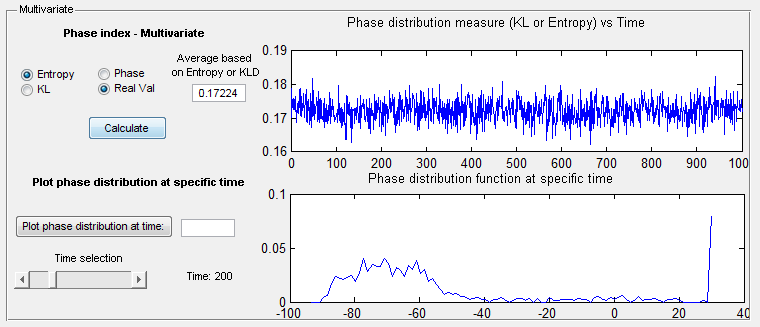 Multivariate
Phase index - Multivariate
Entropy
KL
Phase
Real Val
Average based
on Entropy or KLD
0.17224
Calculate
Phase distribution measure (KL or Entropy) vs Time
0.19
0.18
0.17
0.16
0 100 200 300 400 500 600 700 800 900 1000
Plot phase distribution at specific time
Plot phase distribution at time:
Time selection
Time: 200
Phase distribution function at specific time
0.1
0.05
0
-100 -80 -60 -40 -20 0 20 40